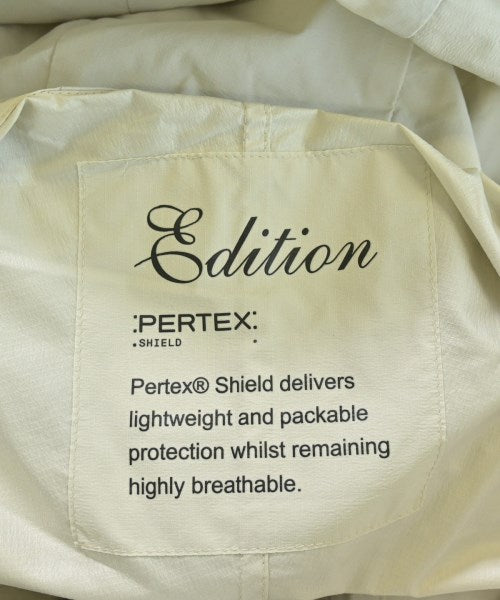 Edition
:PERTEX:
.SHIELD .
Pertex® Shield delivers
lightweight and packable
protection whilst remaining
highly breathable.